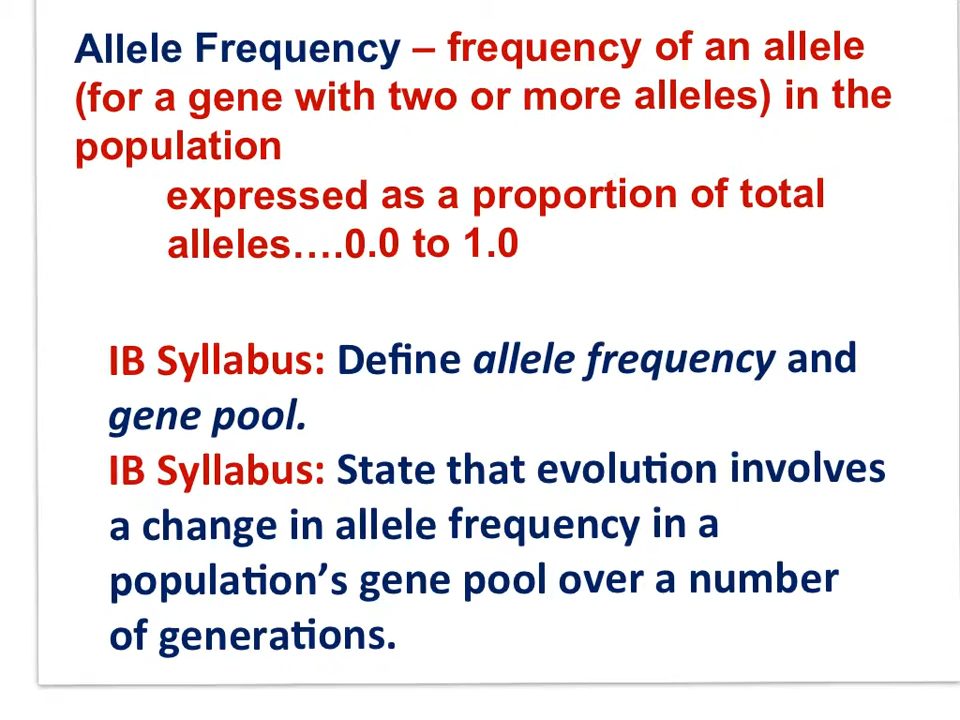 Allele Frequency – frequency of an allele
(for a gene with two or more alleles) in the
population
expressed as a proportion of total
alleles….0.0 to 1.0
IB Syllabus: Define allele frequency and
gene pool.
IB Syllabus: State that evolution involves
a change in allele frequency in a
population’s gene pool over a number
of generations.